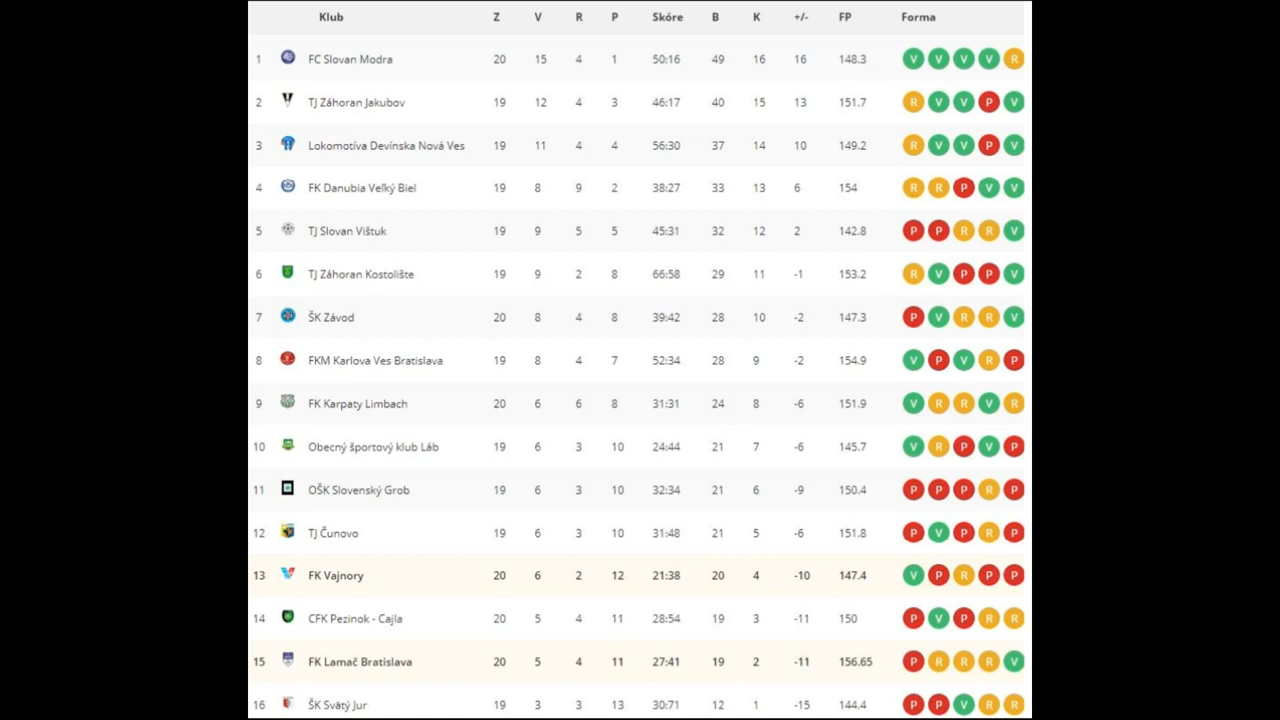 Klub Z V R P Skóre B K +/- FP Forma
1 FC Slovan Modra 20 15 4 1 50:16 49 16 16 148.3 V V V V R
2 TJ Záhoran Jakubov 19 12 4 3 46:17 40 15 13 151.7 R V V P V
3 Lokomotíva Devínska Nová Ves 19 11 4 4 56:30 37 14 10 149.2 R V V P V
4 FK Danubia Veľký Biel 19 8 9 2 38:27 33 13 6 154 R R P V V
5 TJ Slovan Vištuk 19 9 5 5 45:31 32 12 2 142.8 P P R R V
6 TJ Záhoran Kostolište 19 9 2 8 66:58 29 11 -1 153.2 R V P P V
7 ŠK Závod 20 8 4 8 39:42 28 10 -2 147.3 P V R R V
8 FKM Karlova Ves Bratislava 19 8 4 7 52:34 28 9 -2 154.9 V P V R P
9 FK Karpaty Limbach 20 6 6 8 31:31 24 8 -6 151.9 V R R V R
10 Obecný športový klub Láb 19 6 3 10 24:44 21 7 -6 145.7 V R P V P
11 OŠK Slovenský Grob 19 6 3 10 32:34 21 6 -9 150.4 P P P R P
12 TJ Čunovo 19 6 3 10 31:48 21 5 -6 151.8 P V P R P
13 FK Vajnory 20 6 2 12 21:38 20 4 -10 147.4 V P R P P
14 CFK Pezinok - Cajla 20 5 4 11 28:54 19 3 -11 150 P V P R R
15 FK Lamač Bratislava 20 5 4 11 27:41 19 2 -11 156.65 P R R R V
16 ŠK Svätý Jur 19 3 3 13 30:71 12 1 -15 144.4 P P V R R